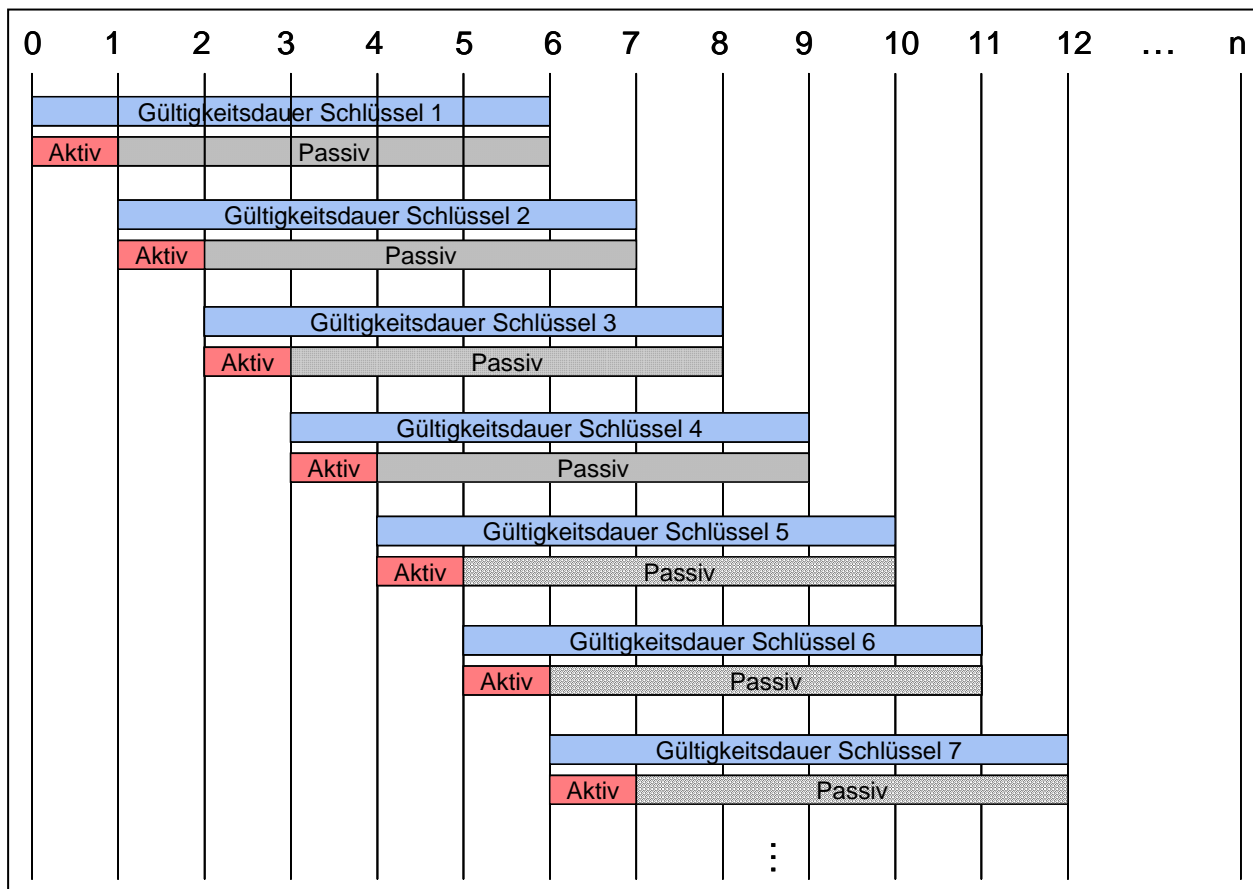 0 1 2 3 4 5 6 7 8 9 10 11 12 ... n
Gültigkeitsdauer Schlüssel 1
Aktiv Passiv
Gültigkeitsdauer Schlüssel 2
Aktiv Passiv
Gültigkeitsdauer Schlüssel 3
Aktiv Passiv
Gültigkeitsdauer Schlüssel 4
Aktiv Passiv
Gültigkeitsdauer Schlüssel 5
Aktiv Passiv
Gültigkeitsdauer Schlüssel 6
Aktiv Passiv
Gültigkeitsdauer Schlüssel 7
Aktiv Passiv
⋮